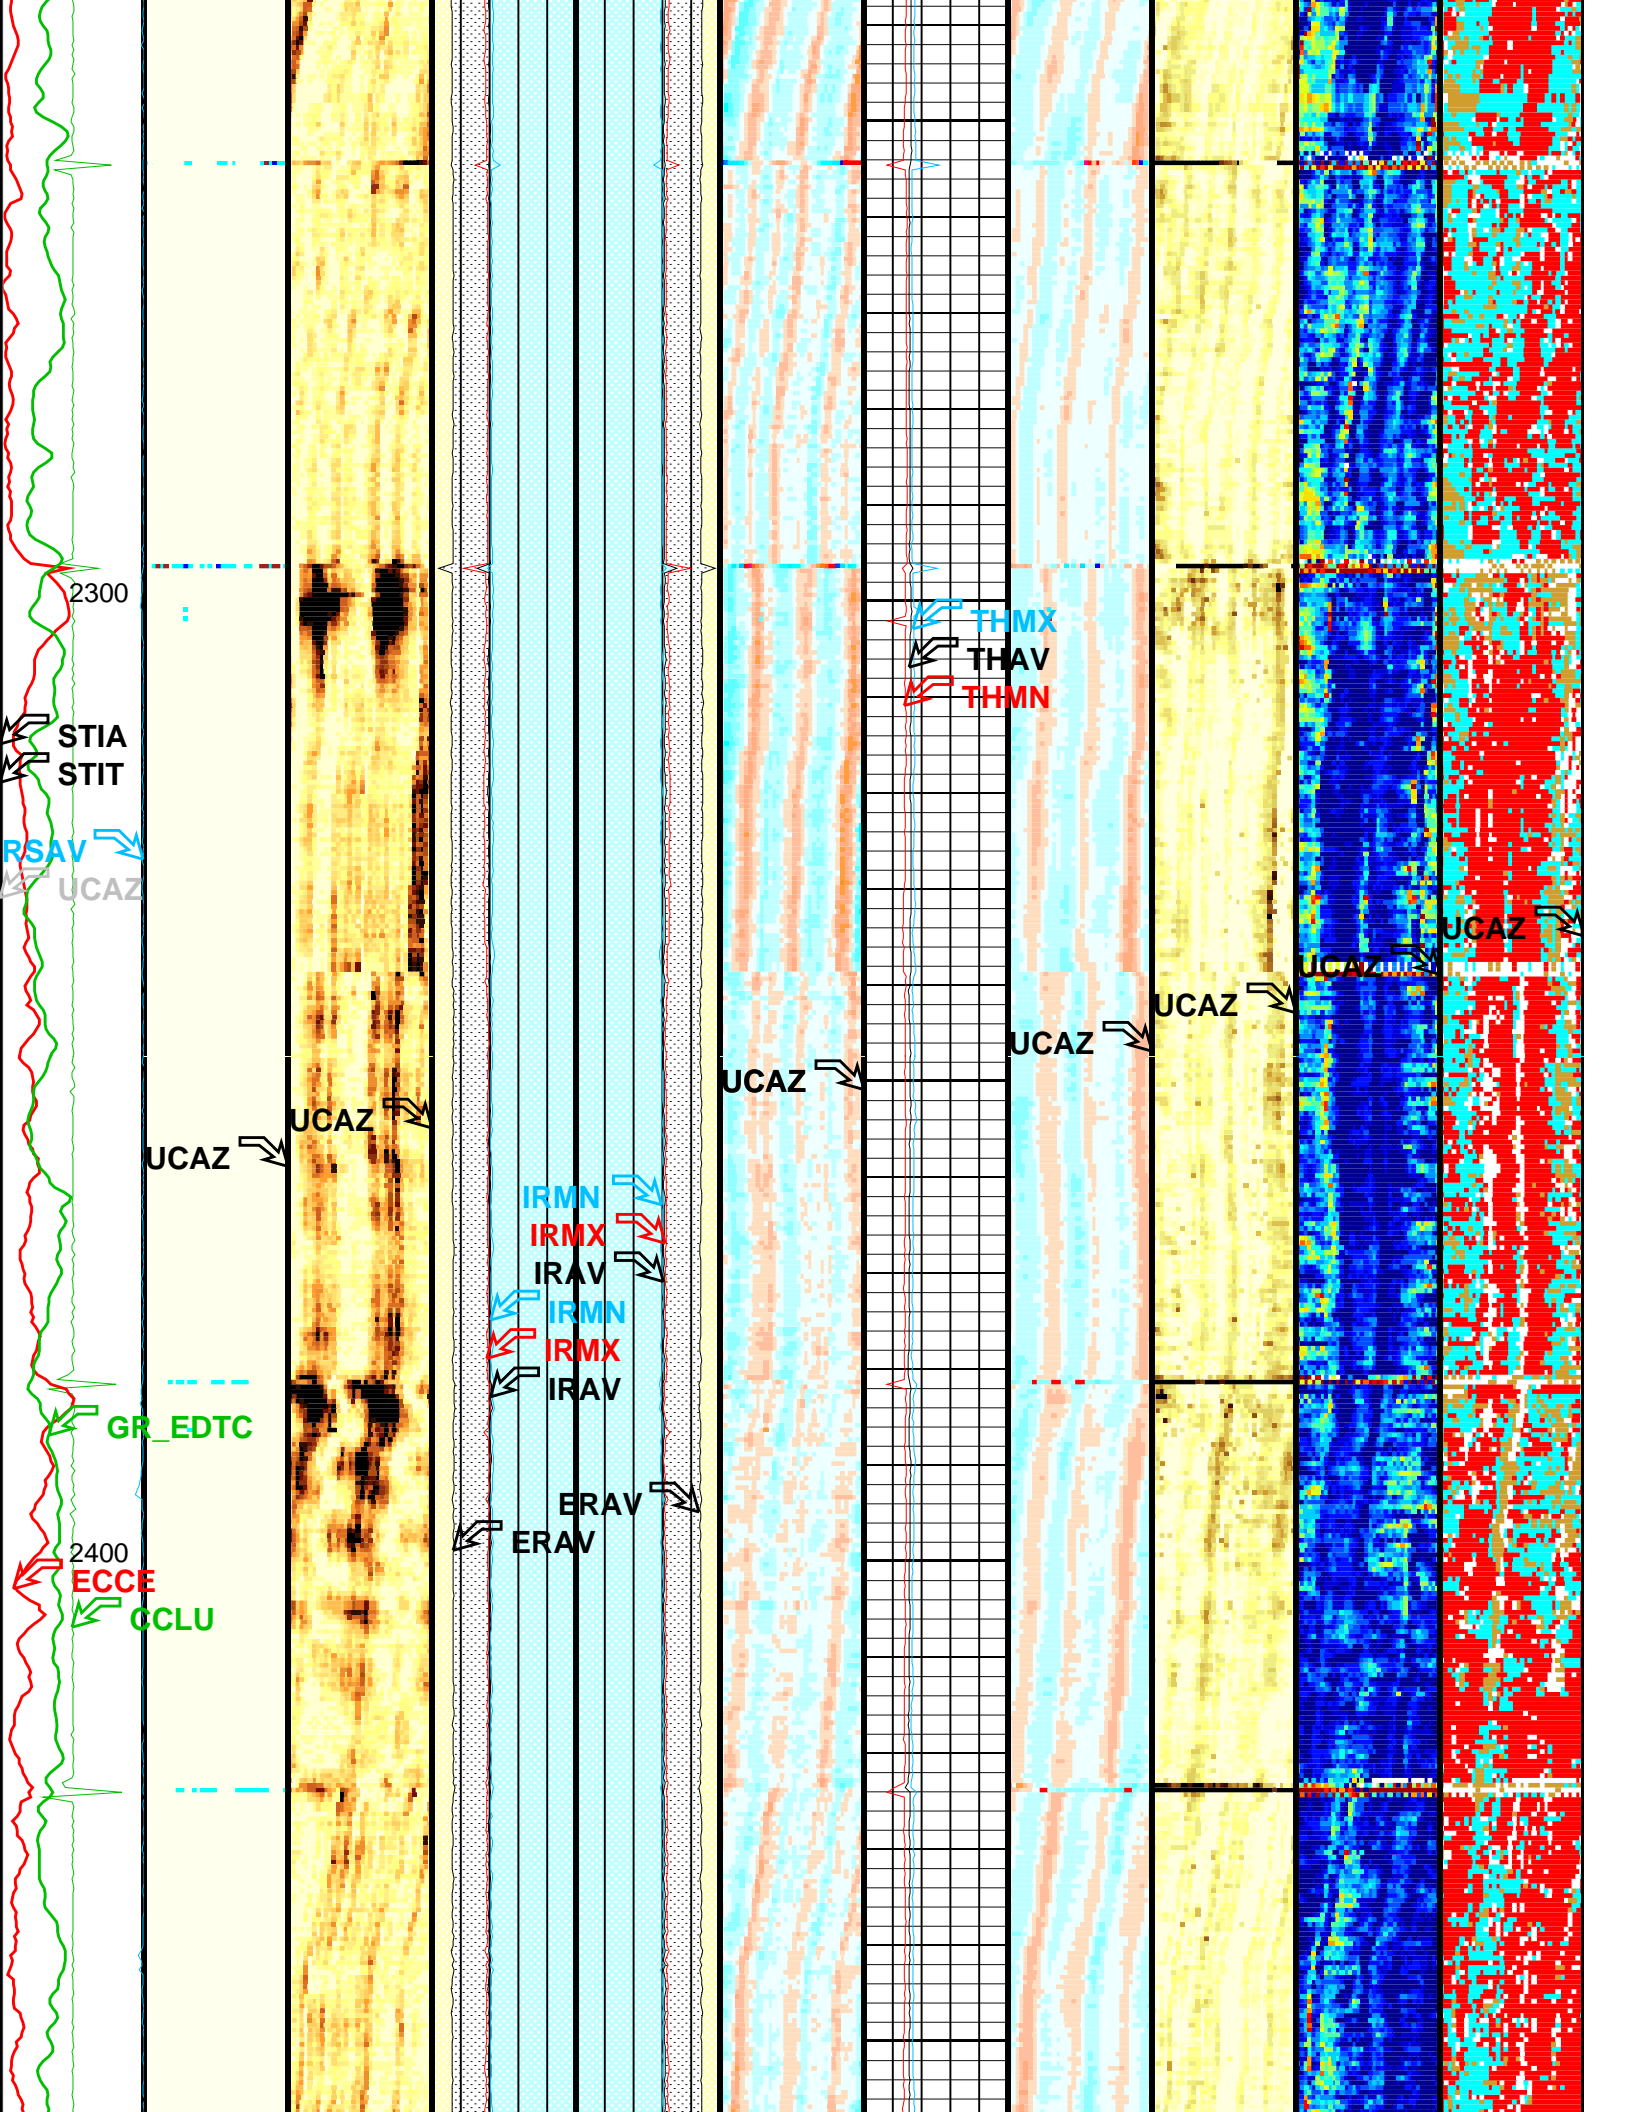 2300
THMX
THAV
THMN
STIA
STIT
RSAV
UCAZ
UCAZ
UCAZ
UCAZ
UCAZ
UCAZ
UCAZ
UCAZ
IRMN
IRMX
IRAV
IRMN
IRMX
IRAV
GR_EDTC
ERAV
ERAV
2400
ECCE
CCLU